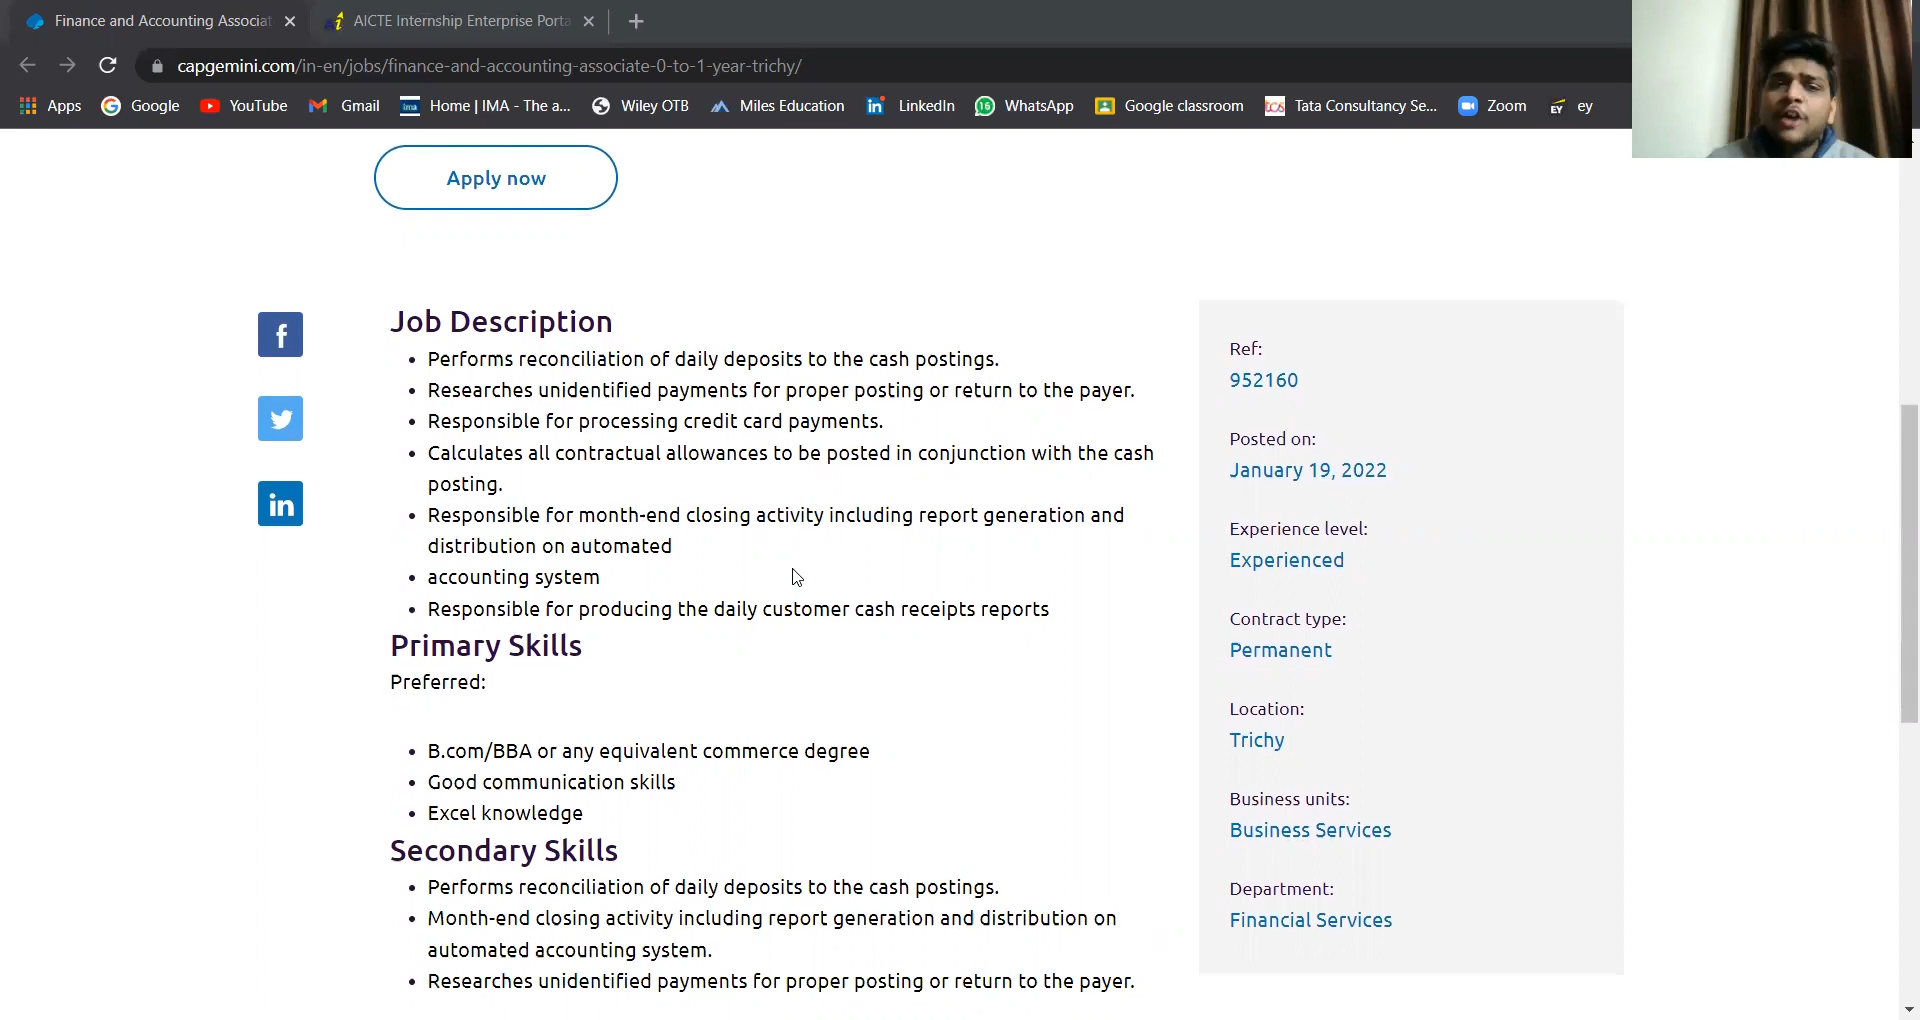 Finance and Accounting Associat
AICTE Internship Enterprise Porta
capgemini.com/in-en/jobs/finance-and-accounting-associate-0-to-1-year-trichy/
Apps Google YouTube Gmail ima Home | IMA - The a... Wiley OTB Miles Education in LinkedIn 16 WhatsApp Google classroom tcs Tata Consultancy Se... Zoom EY ey
Apply now
f
in
Job Description
• Performs reconciliation of daily deposits to the cash postings.
• Researches unidentified payments for proper posting or return to the payer.
• Responsible for processing credit card payments.
• Calculates all contractual allowances to be posted in conjunction with the cash
posting.
• Responsible for month-end closing activity including report generation and
distribution on automated
• accounting system
• Responsible for producing the daily customer cash receipts reports
Primary Skills
Preferred:
• B.com/BBA or any equivalent commerce degree
• Good communication skills
• Excel knowledge
Secondary Skills
• Performs reconciliation of daily deposits to the cash postings.
• Month-end closing activity including report generation and distribution on
automated accounting system.
• Researches unidentified payments for proper posting or return to the payer.
Ref:
952160
Posted on:
January 19, 2022
Experience level:
Experienced
Contract type:
Permanent
Location:
Trichy
Business units:
Business Services
Department:
Financial Services